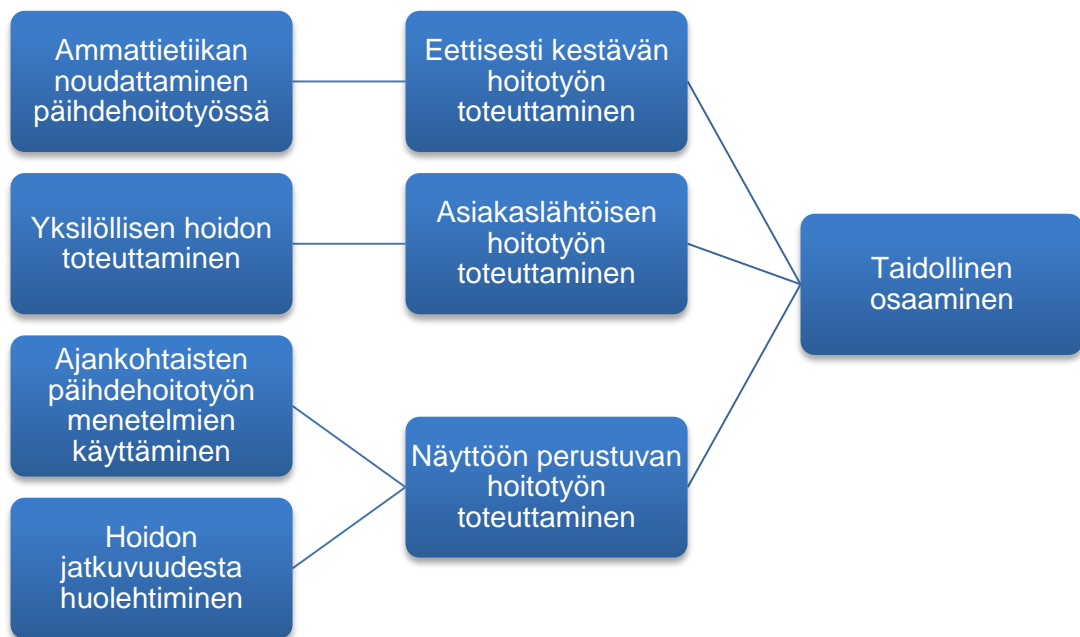 Ammattietiikan
noudattaminen
päihdehoitotyössä
Eettisesti kestävän
hoitotyön
toteuttaminen
Yksilöllisen hoidon
toteuttaminen
Asiakaslähtöisen
hoitotyön
toteuttaminen
Taidollinen
osaaminen
Ajankohtaisten
päihdehoitotyön
menetelmien
käyttäminen
Näyttöön perustuvan
hoitotyön
toteuttaminen
Hoidon
jatkuvuudesta
huolehtiminen